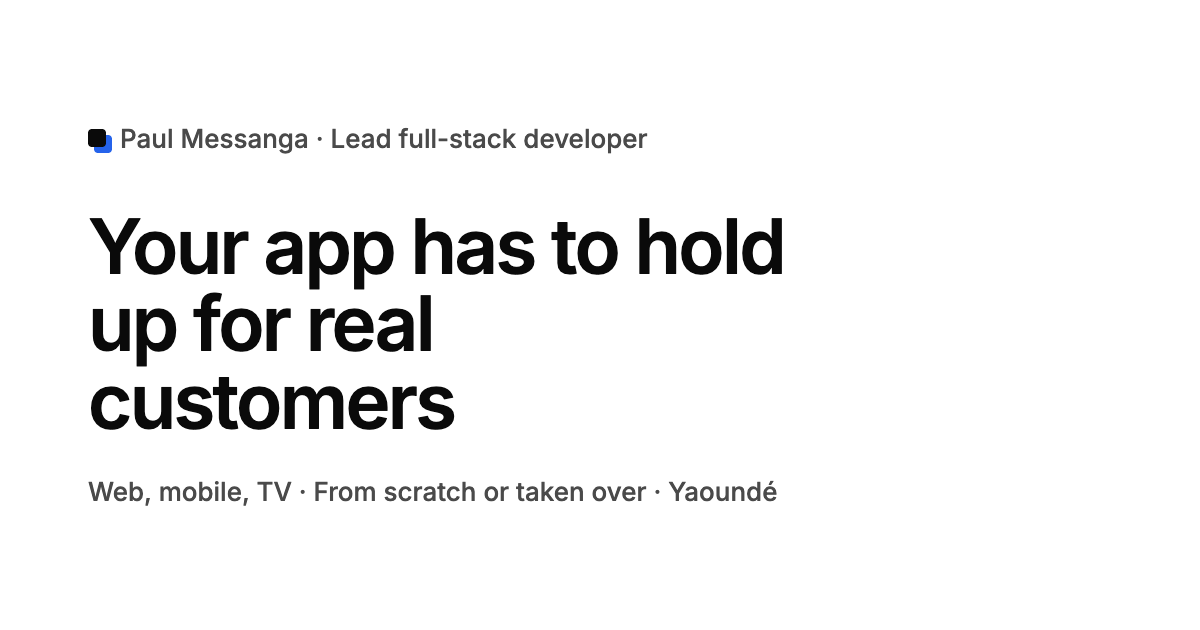 Paul Messanga · Lead full-stack developer
Your app has to hold
up for real
customers
Web, mobile, TV · From scratch or taken over · Yaoundé